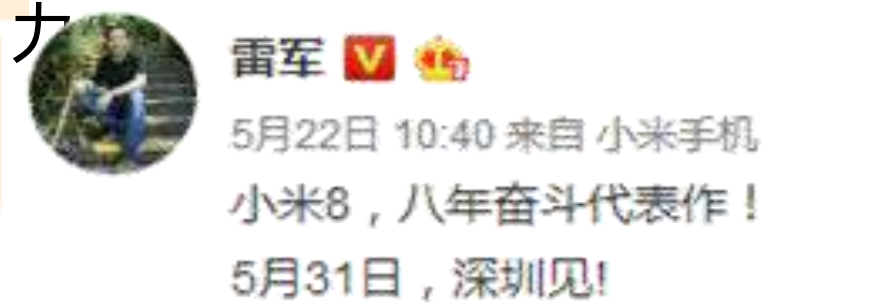 力
雷军
5月22日 10:40 来自 小米手机
小米8，八年奋斗代表作！
5月31日，深圳见!